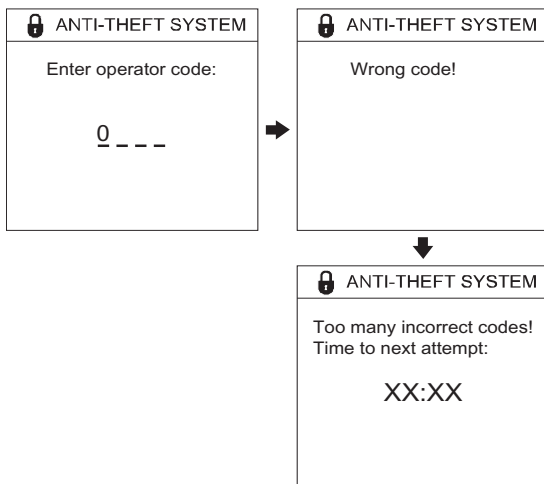 ANTI-THEFT SYSTEM
Enter operator code:
0 _ _ _
ANTI-THEFT SYSTEM
Wrong code!
ANTI-THEFT SYSTEM
Too many incorrect codes!
Time to next attempt:
XX:XX